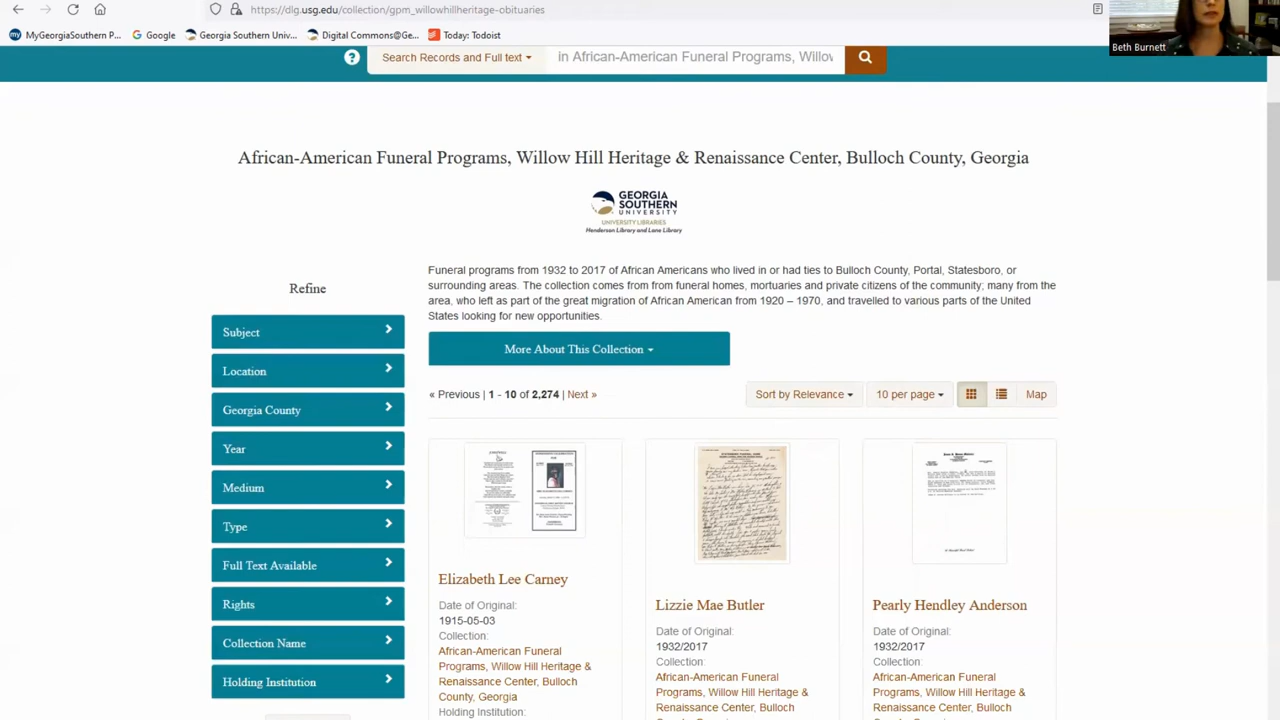 https://dlg.usg.edu/collection/gpm_willowhillheritage-obituaries
MyGeorgiaSouthern P... Google Georgia Southern Univ... Digital Commons@Ge... Today: Todoist
Beth Burnett
? Search Records and Full text in African-American Funeral Programs, Willov
African-American Funeral Programs, Willow Hill Heritage & Renaissance Center, Bulloch County, Georgia
GEORGIA
SOUTHERN
UNIVERSITY
UNIVERSITY LIBRARIES
Henderson Library and Lane Library
Refine
Subject
Location
Georgia County
Year
Medium
Type
Full Text Available
Rights
Collection Name
Holding Institution
Funeral programs from 1932 to 2017 of African Americans who lived in or had ties to Bulloch County, Portal, Statesboro, or
surrounding areas. The collection comes from from funeral homes, mortuaries and private citizens of the community; many from the
area, who left as part of the great migration of African American from 1920 – 1970, and travelled to various parts of the United
States looking for new opportunities.
More About This Collection
« Previous | 1 - 10 of 2,274 | Next »
Sort by Relevance 10 per page Map
Elizabeth Lee Carney
Date of Original:
1915-05-03
Collection:
African-American Funeral
Programs, Willow Hill Heritage &
Renaissance Center, Bulloch
County, Georgia
Holding Institution:
Lizzie Mae Butler
Date of Original:
1932/2017
Collection:
African-American Funeral
Programs, Willow Hill Heritage &
Renaissance Center, Bulloch
Pearly Hendley Anderson
Date of Original:
1932/2017
Collection:
African-American Funeral
Programs, Willow Hill Heritage &
Renaissance Center, Bulloch